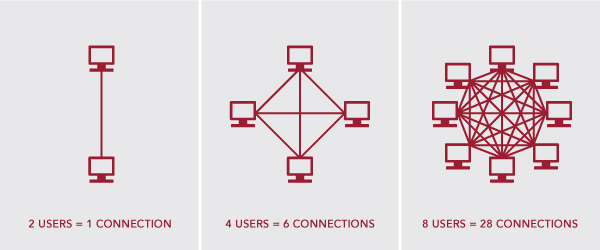 2 USERS = 1 CONNECTION
4 USERS = 6 CONNECTIONS
8 USERS = 28 CONNECTIONS